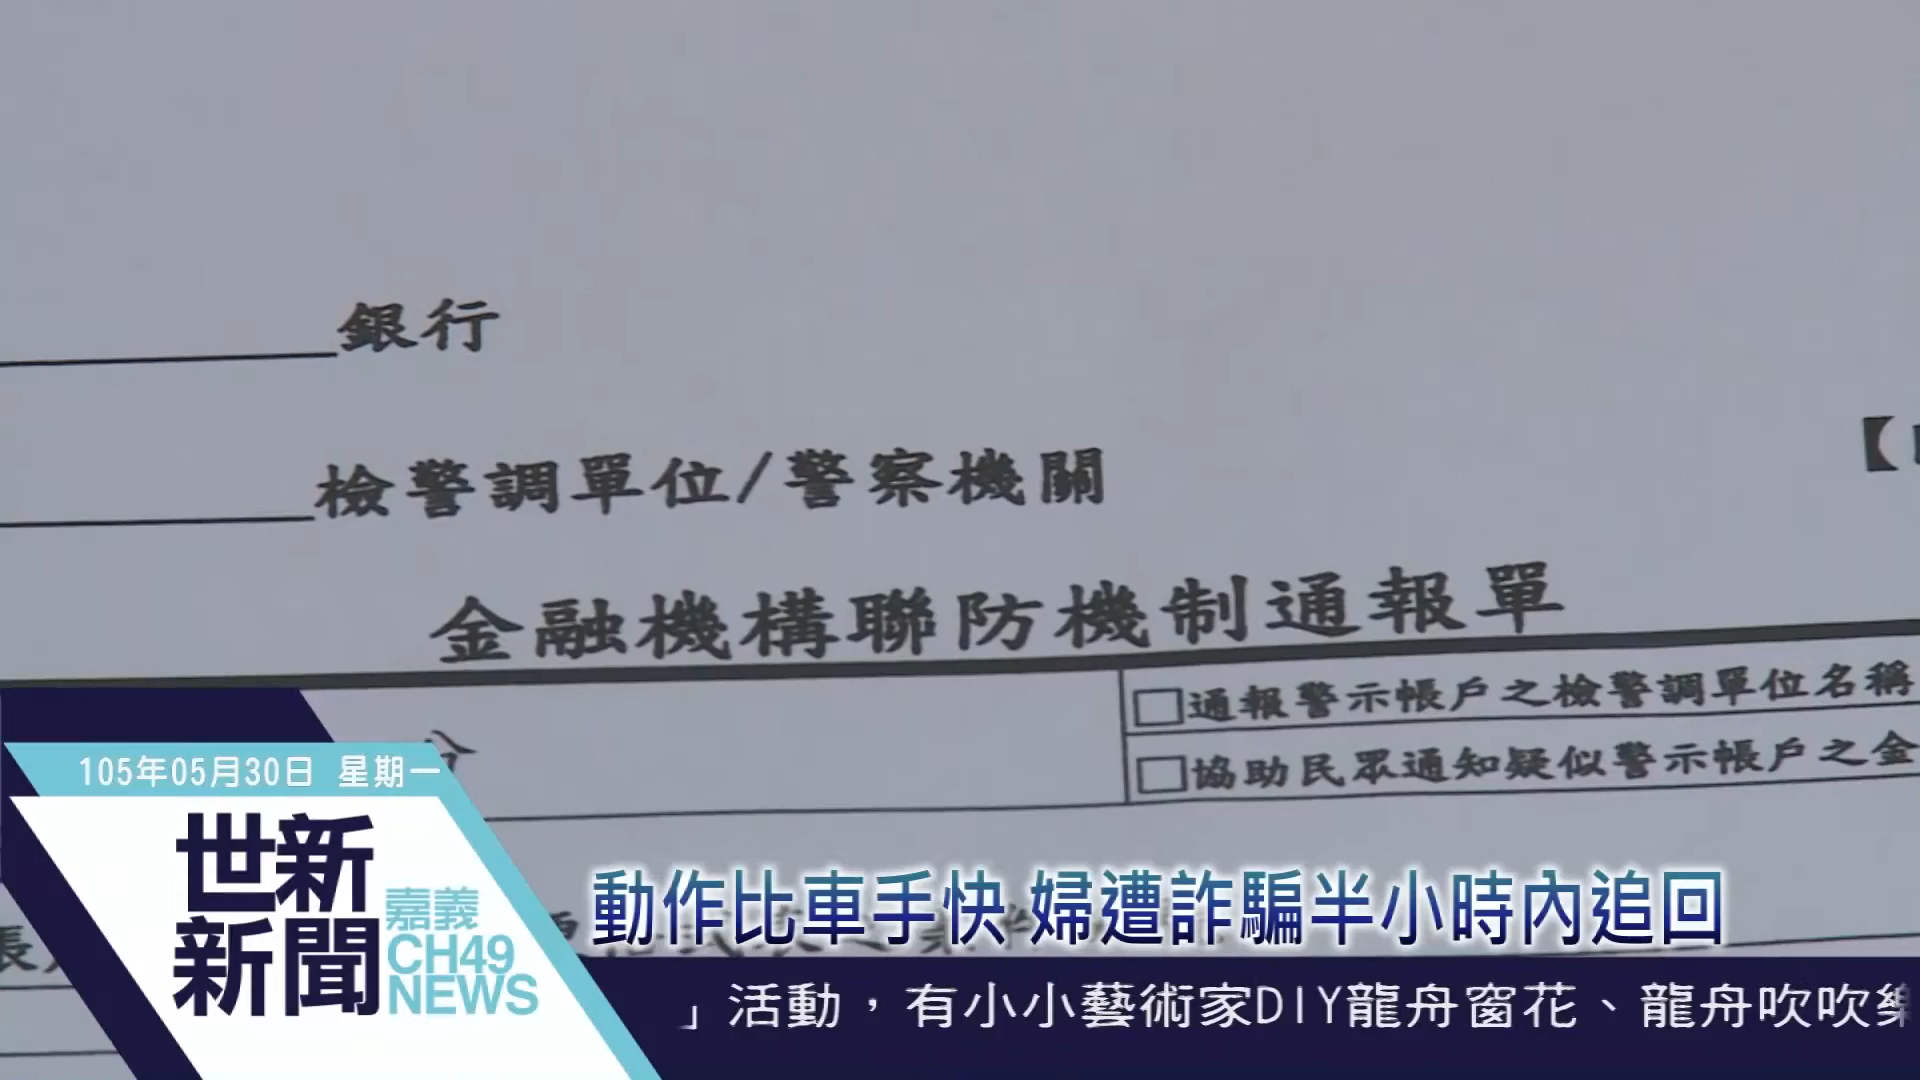 銀行
檢警調單位/警察機關
【
金融機構聯防機制通報單
□通報警示帳戶之檢警調單位名稱
□協助民眾通知疑似警示帳戶之金
105年05月30日 星期一
世新
新聞
嘉義
CH49
NEWS
動作比車手快 婦遭詐騙半小時內追回
」活動，有小小藝術家DIY龍舟窗花、龍舟吹吹樂